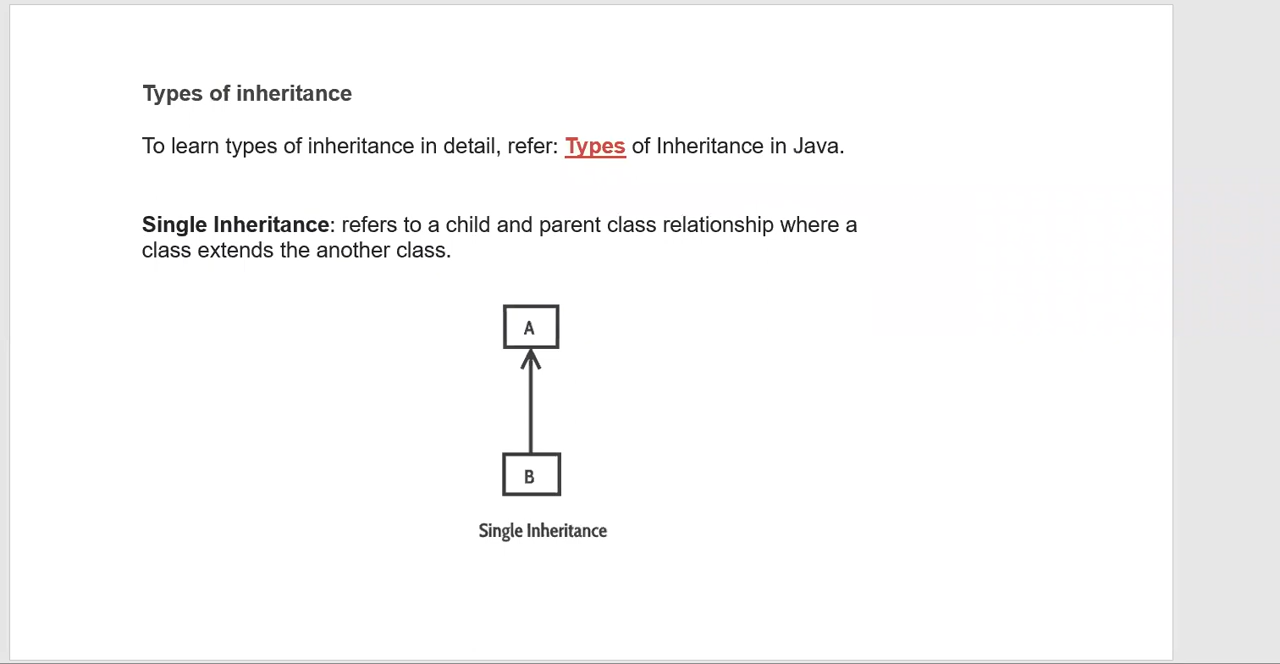 Types of inheritance
To learn types of inheritance in detail, refer: Types of Inheritance in Java.
Single Inheritance: refers to a child and parent class relationship where a
class extends the another class.
A
B
Single Inheritance